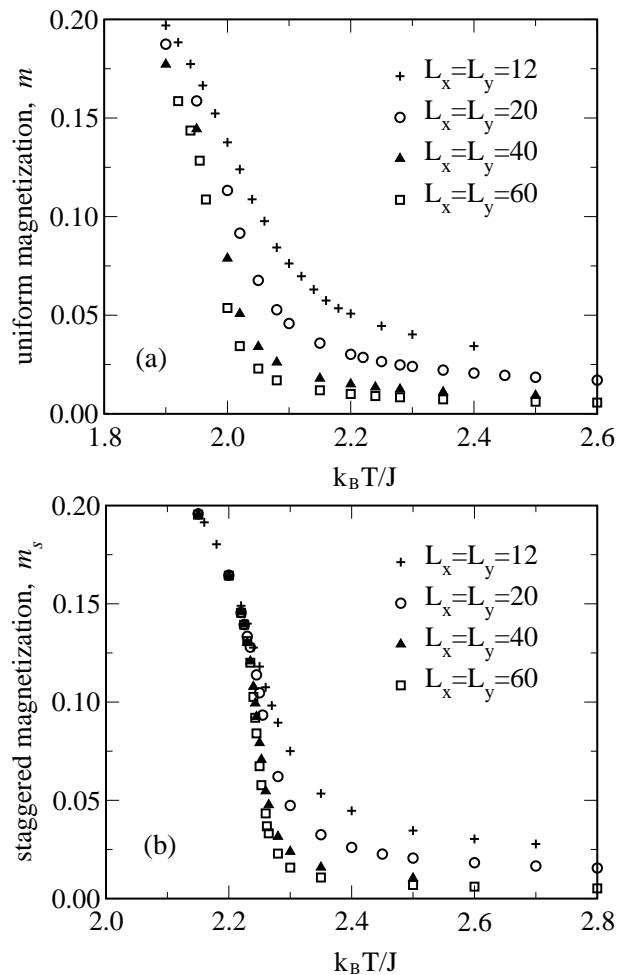 0.20
0.15
0.10
0.05
0.00
uniform magnetization, m
L_x=L_y=12
L_x=L_y=20
L_x=L_y=40
L_x=L_y=60
(a)
1.8 2.0 2.2 2.4 2.6
k_BT/J
0.20
0.15
0.10
0.05
0.00
staggered magnetization, m_s
L_x=L_y=12
L_x=L_y=20
L_x=L_y=40
L_x=L_y=60
(b)
2.0 2.2 2.4 2.6 2.8
k_BT/J